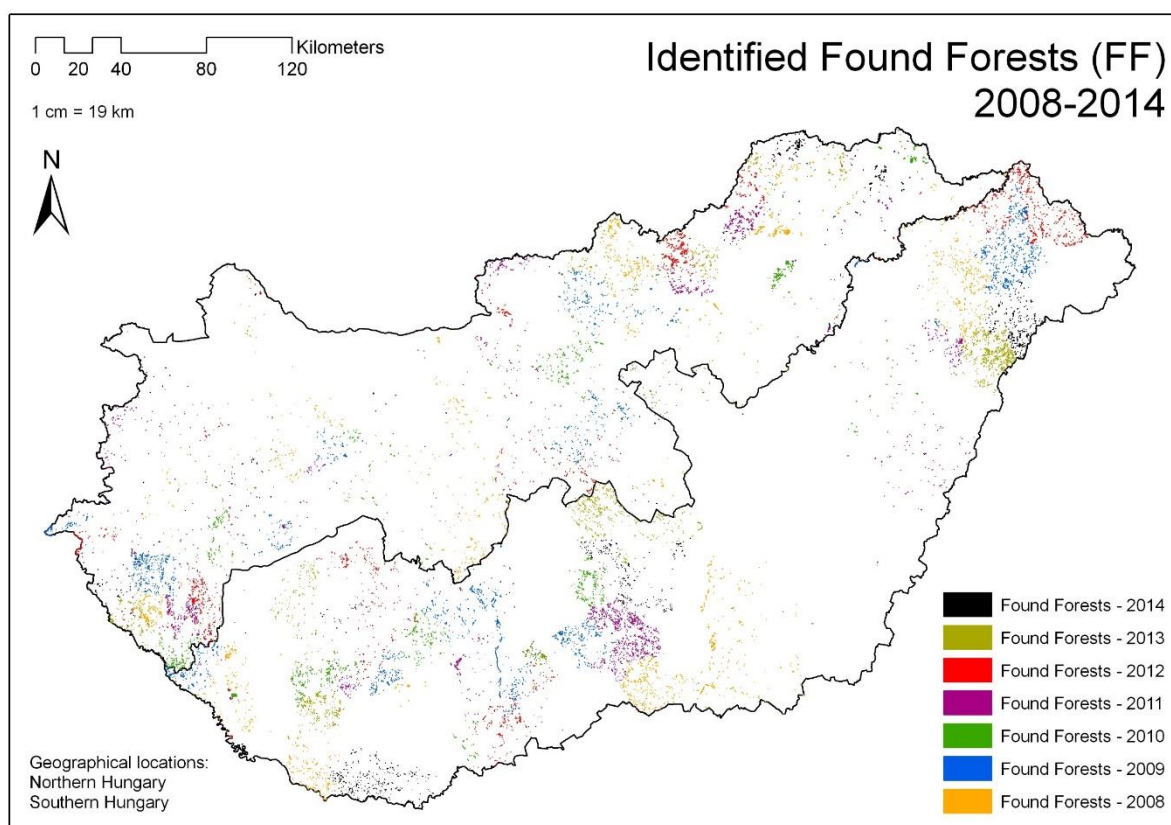 Kilometers
0 20 40 80 120
1 cm = 19 km
N
Identified Found Forests (FF)
2008-2014
Found Forests - 2014
Found Forests - 2013
Found Forests - 2012
Found Forests - 2011
Found Forests - 2010
Found Forests - 2009
Found Forests - 2008
Geographical locations:
Northern Hungary
Southern Hungary